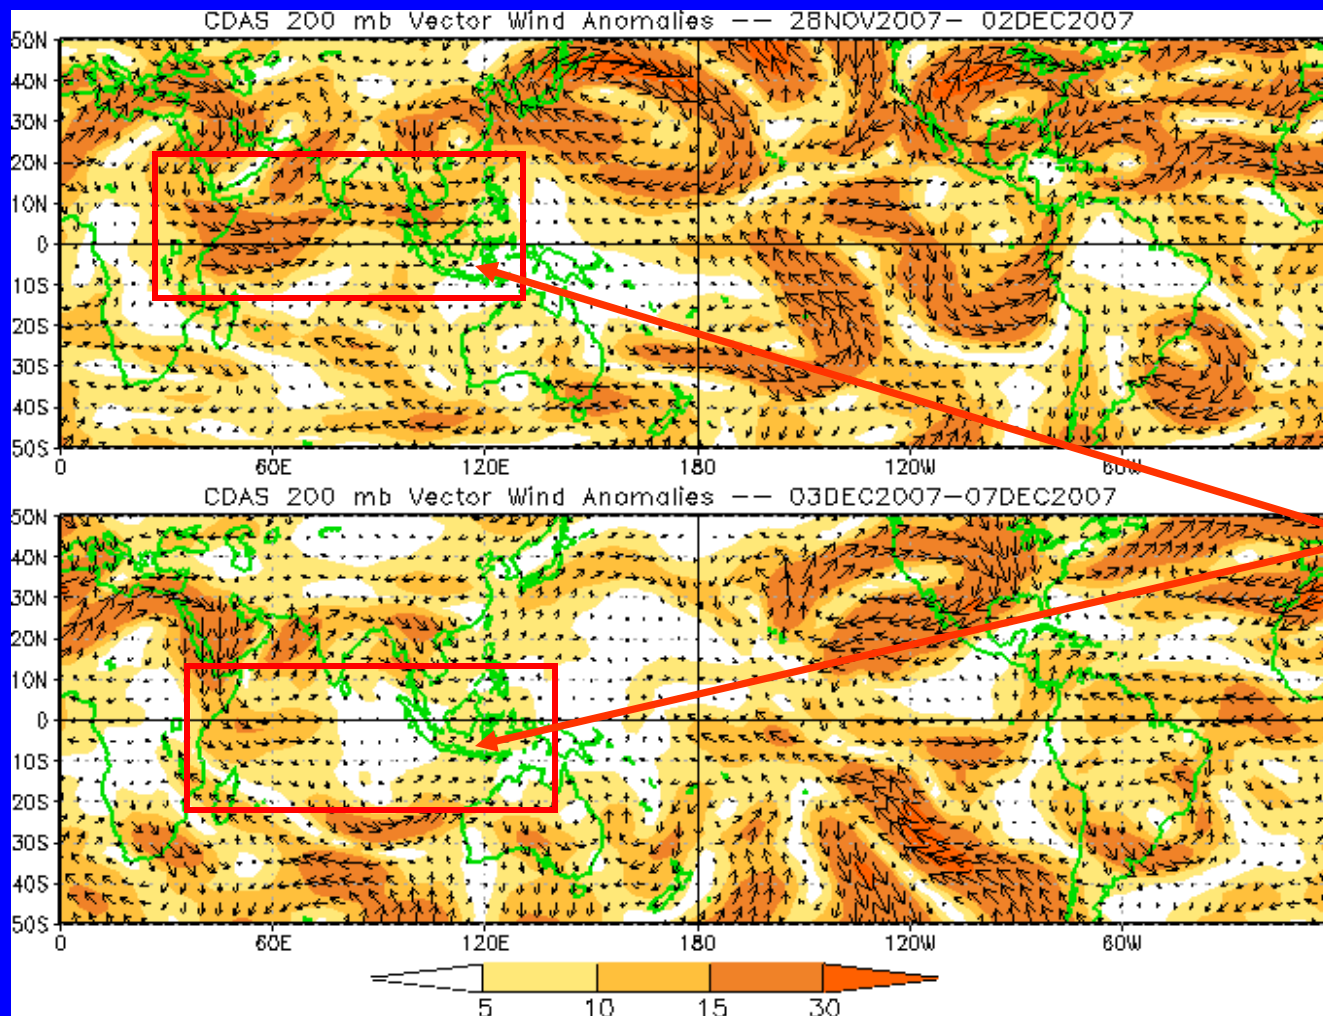 CDAS 200 mb Vector Wind Anomalies -- 28NOV2007- 02DEC2007
50N
40N
30N
20N
10N
0
10S
20S
30S
40S
50S
0 60E 120E 180 120W 60W
CDAS 200 mb Vector Wind Anomalies -- 03DEC2007-07DEC2007
50N
40N
30N
20N
10N
0
10S
20S
30S
40S
50S
0 60E 120E 180 120W 60W
5 10 15 30